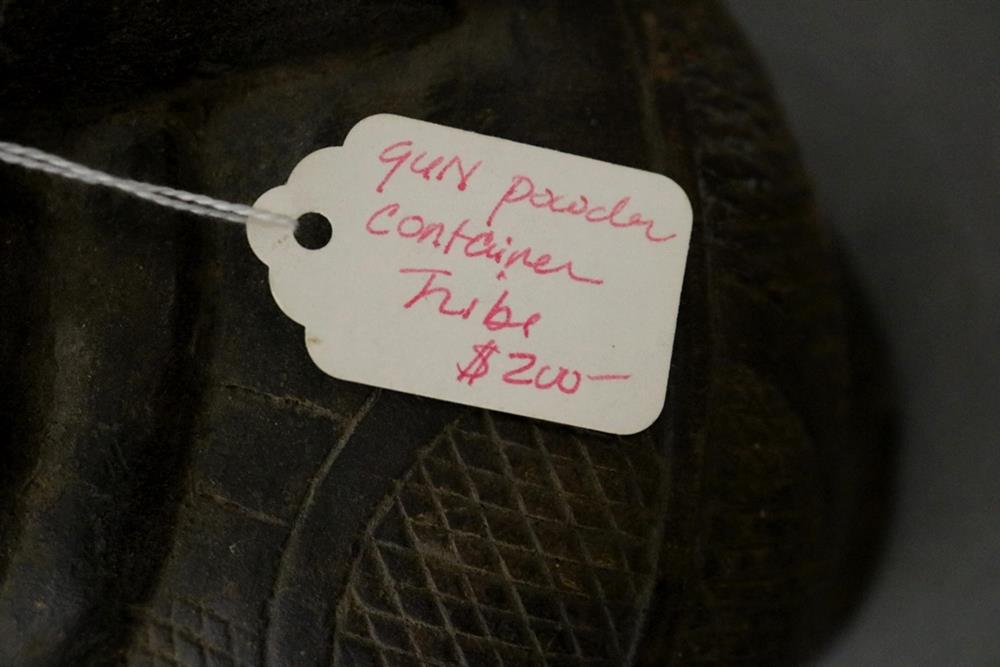 GUN powder
container
Tribe
$200-